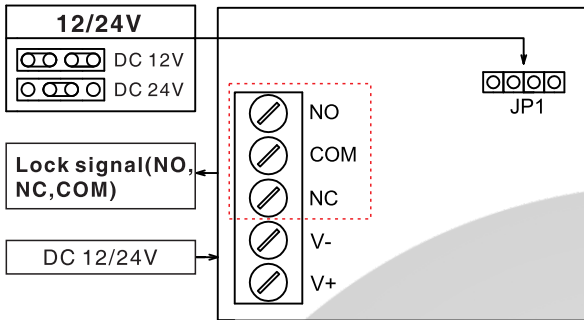 12/24V
DC 12V
DC 24V
JP1
NO
COM
NC
V-
V+
Lock signal(NO,
NC,COM)
DC 12/24V